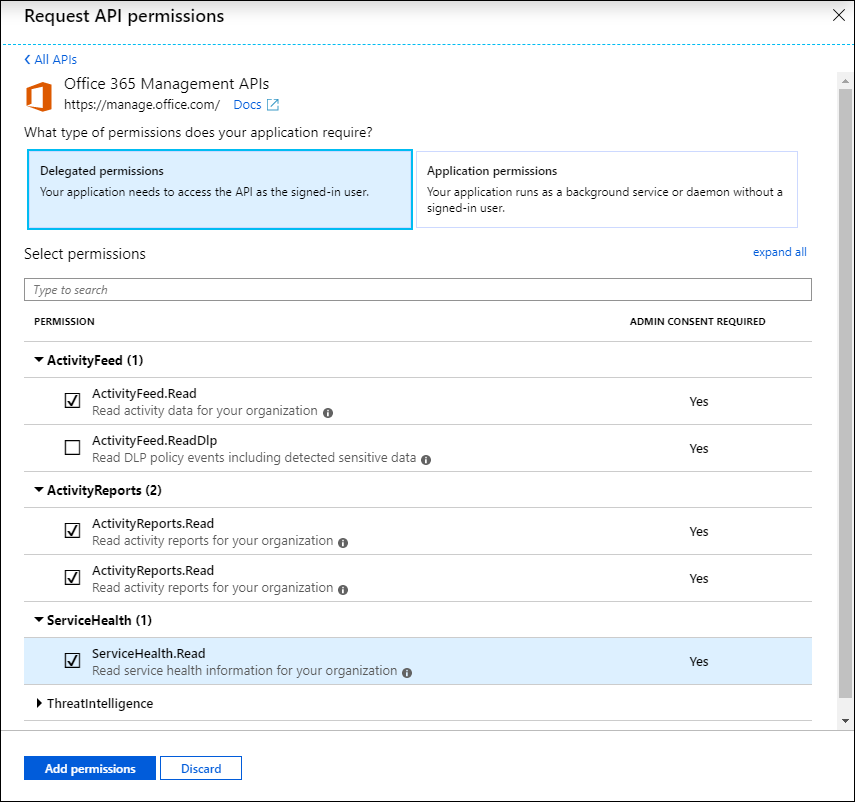 Request API permissions
All APIs
Office 365 Management APIs
https://manage.office.com/ Docs
What type of permissions does your application require?
Delegated permissions
Your application needs to access the API as the signed-in user.
Application permissions
Your application runs as a background service or daemon without a
signed-in user.
Select permissions
expand all
Type to search
PERMISSION ADMIN CONSENT REQUIRED
ActivityFeed (1)
ActivityFeed.Read
Read activity data for your organization
Yes
ActivityFeed.ReadDlp
Read DLP policy events including detected sensitive data
Yes
ActivityReports (2)
ActivityReports.Read
Read activity reports for your organization
Yes
ActivityReports.Read
Read activity reports for your organization
Yes
ServiceHealth (1)
ServiceHealth.Read
Read service health information for your organization
Yes
ThreatIntelligence
Add permissions Discard